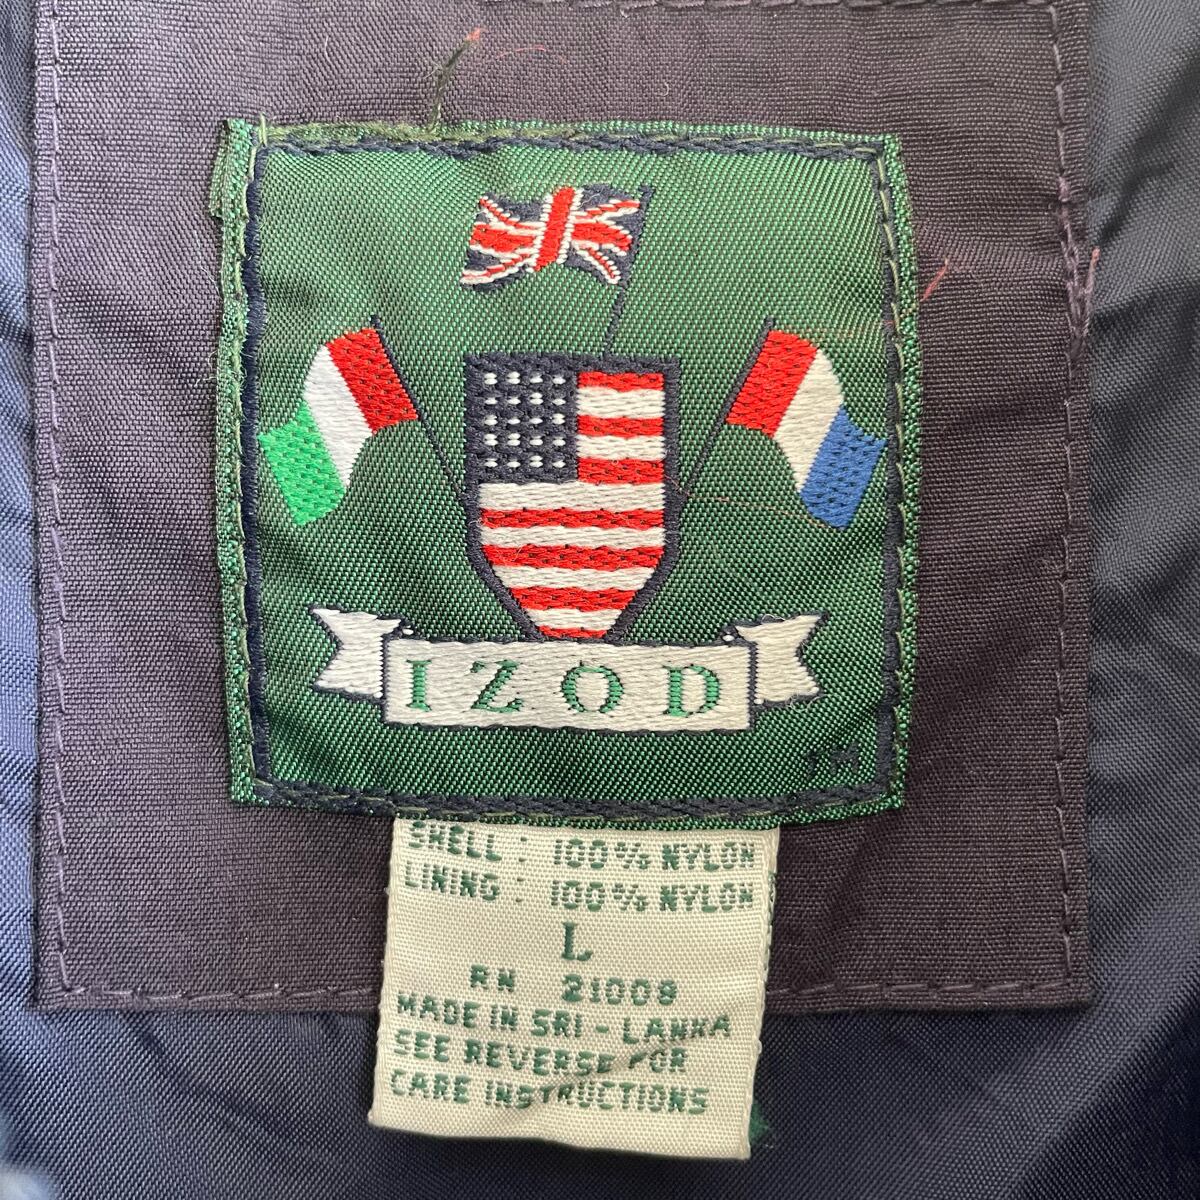 IZOD
TM
SHELL : 100% NYLON
LINING : 100% NYLON
L
RN 21008
MADE IN SRI - LANKA
SEE REVERSE FOR
CARE INSTRUCTIONS